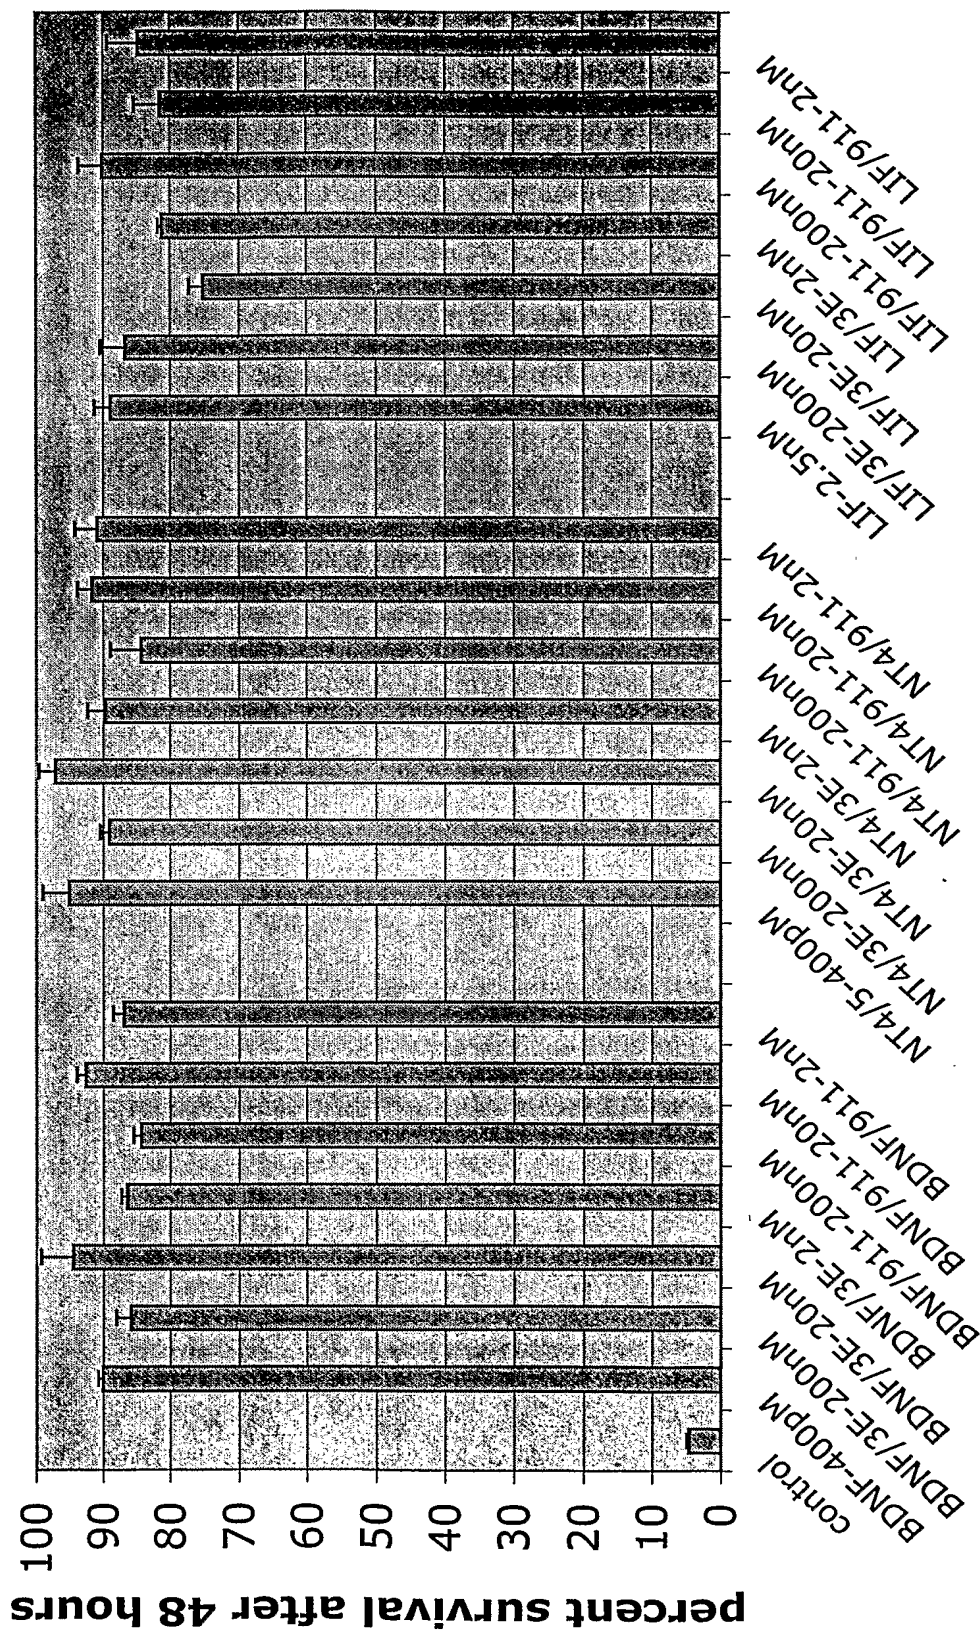 percent survival after 48 hours
100
90
80
70
60
50
40
30
20
10
0
control
BDNF-400pM
BDNF/3E-200nM
BDNF/3E-20nM
BDNF/3E-2nM
BDNF/911-200nM
BDNF/911-20nM
BDNF/911-2nM
NT4/5-400pM
NT4/3E-200nM
NT4/3E-20nM
NT4/3E-2nM
NT4/911-200nM
NT4/911-20nM
NT4/911-2nM
LIF-2.5nM
LIF/3E-200nM
LIF/3E-20nM
LIF/3E-2nM
LIF/911-200nM
LIF/911-20nM
LIF/911-2nM